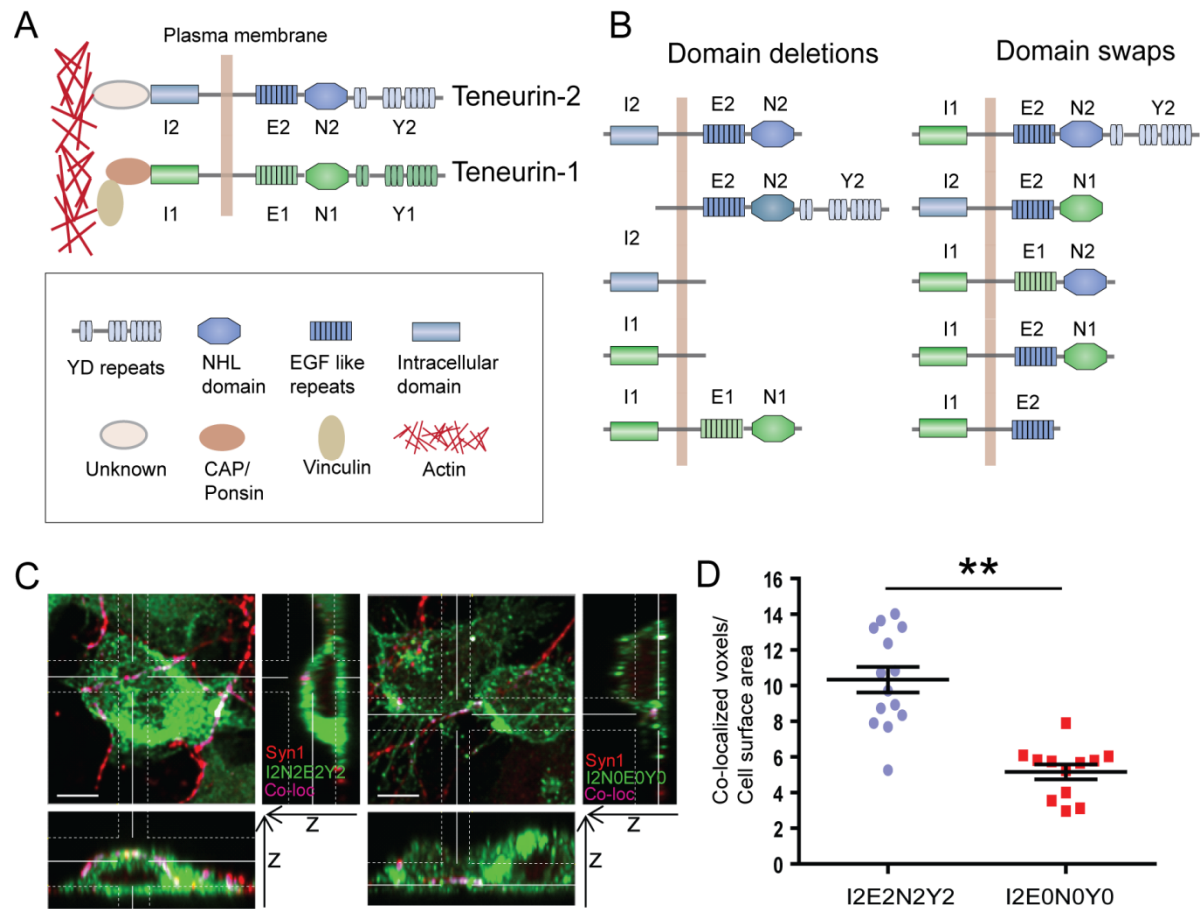 A
Plasma membrane
Teneurin-2
I2 E2 N2 Y2
Teneurin-1
I1 E1 N1 Y1
YD repeats
NHL
domain
EGF like
repeats
Intracellular
domain
Unknown
CAP/
Ponsin
Vinculin
Actin
B
Domain deletions
I2 E2 N2
E2 N2 Y2
I2
I1
I1 E1 N1
Domain swaps
I1 E2 N2 Y2
I2 E2 N1
I1 E1 N2
I1 E2 N1
I1 E2
C
Syn1
I2N2E2Y2
Co-loc
Z
Z
Syn1
I2N0E0Y0
Co-loc
Z
Z
D
**
Co-localized voxels/
Cell surface area
16
14
12
10
8
6
4
2
0
I2E2N2Y2 I2E0N0Y0